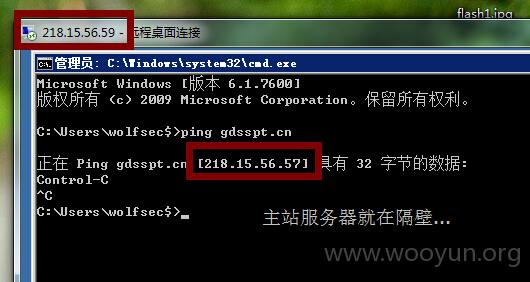 flash1.jpg
218.15.56.59 - 远程桌面连接
管理员: C:\Windows\system32\cmd.exe
Microsoft Windows [版本 6.1.7600]
版权所有 (c) 2009 Microsoft Corporation。保留所有权利。
C:\Users\wolfsec$>ping gdsspt.cn
正在 Ping gdsspt.cn [218.15.56.57] 具有 32 字节的数据:
Control-C
^C
C:\Users\wolfsec$>
主站服务器就在隔壁...
www.wooyun.org